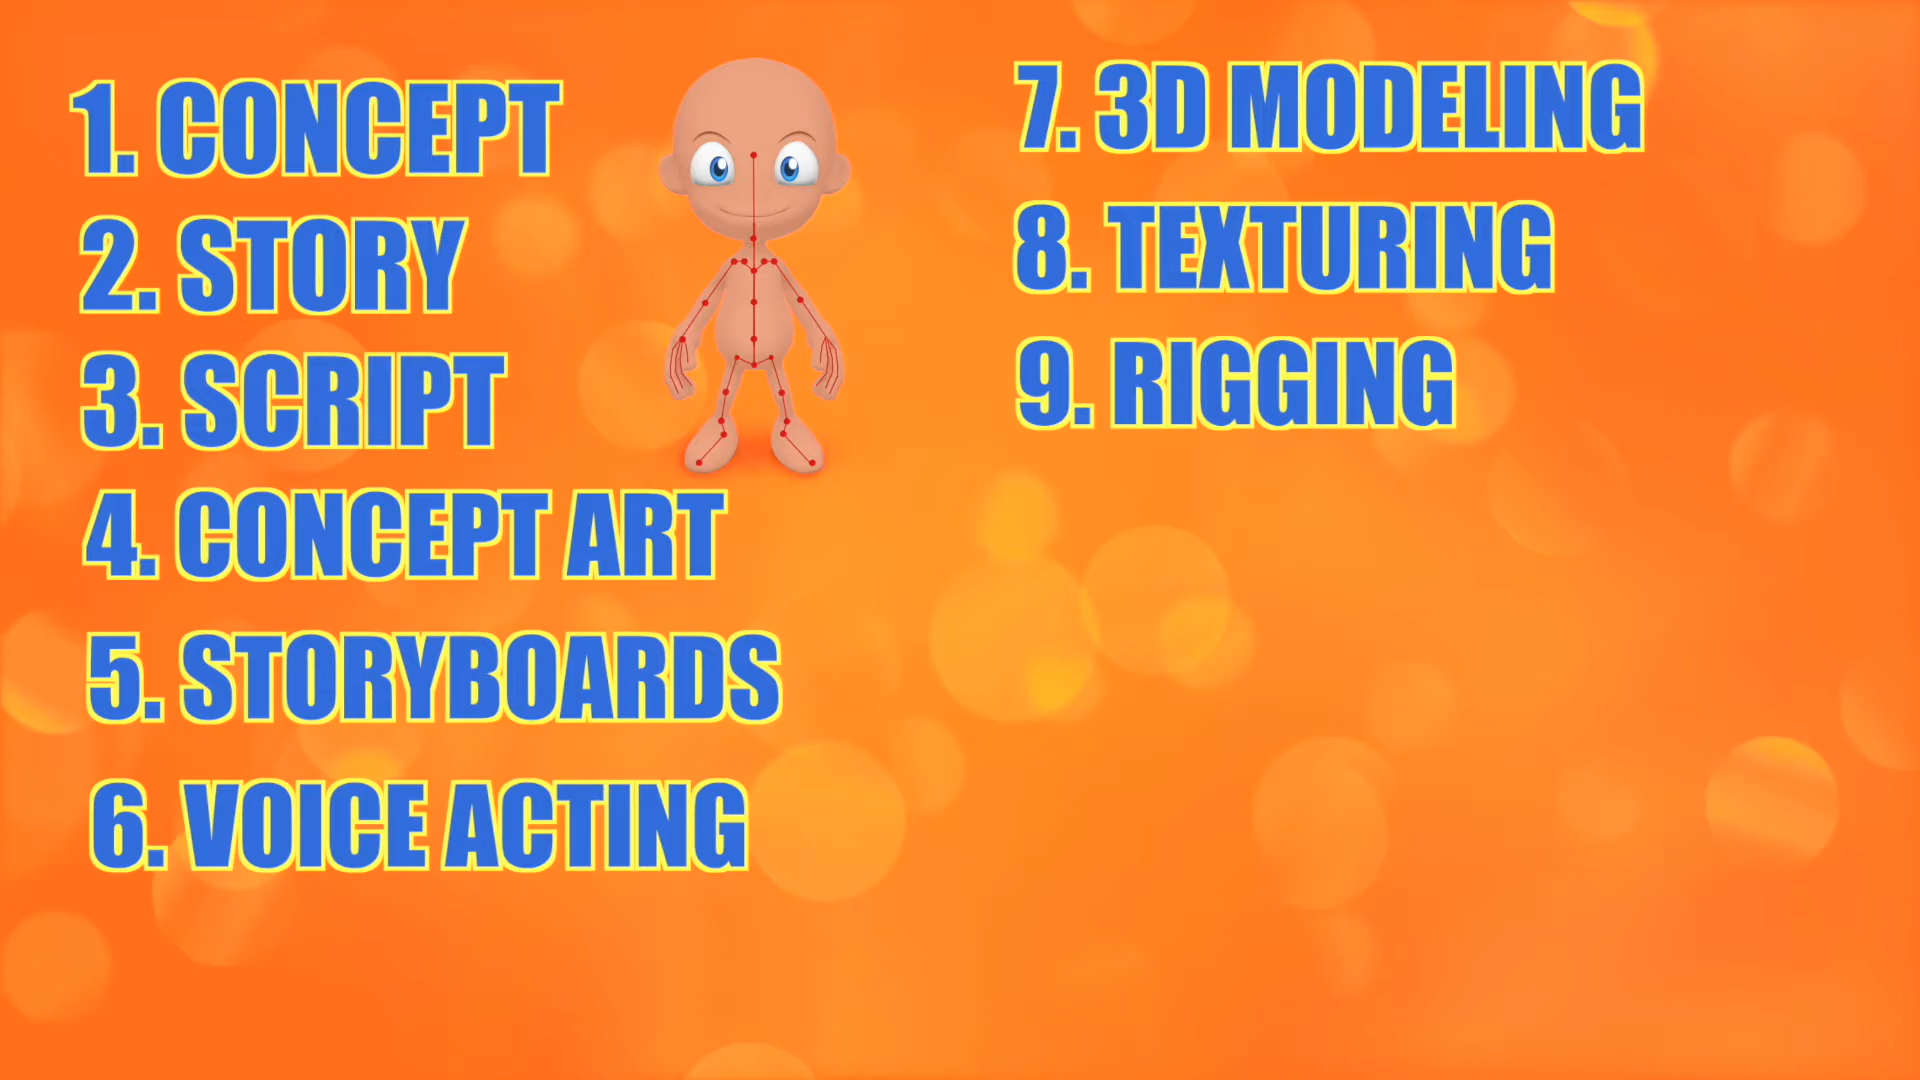 1. CONCEPT
2. STORY
3. SCRIPT
4. CONCEPT ART
5. STORYBOARDS
6. VOICE ACTING
7. 3D MODELING
8. TEXTURING
9. RIGGING